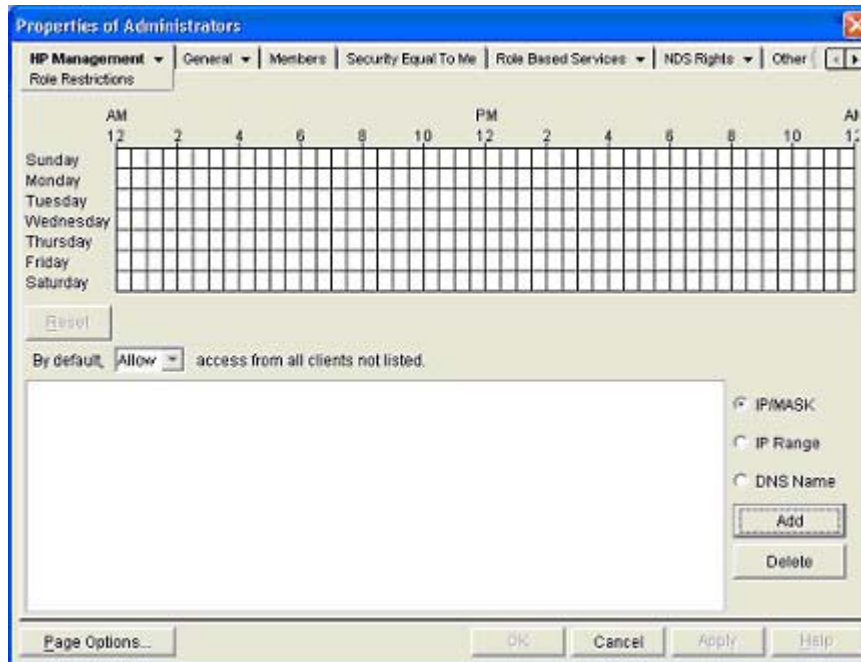 Properties of Administrators
HP Management General Members Security Equal To Me Role Based Services NDS Rights Other
Role Restrictions
AM PM AM
12 2 4 6 8 10 12 2 4 6 8 10 12
Sunday
Monday
Tuesday
Wednesday
Thursday
Friday
Saturday
Reset
By default, Allow access from all clients not listed.
IP/MASK
IP Range
DNS Name
Add
Delete
Page Options... OK Cancel Apply Help